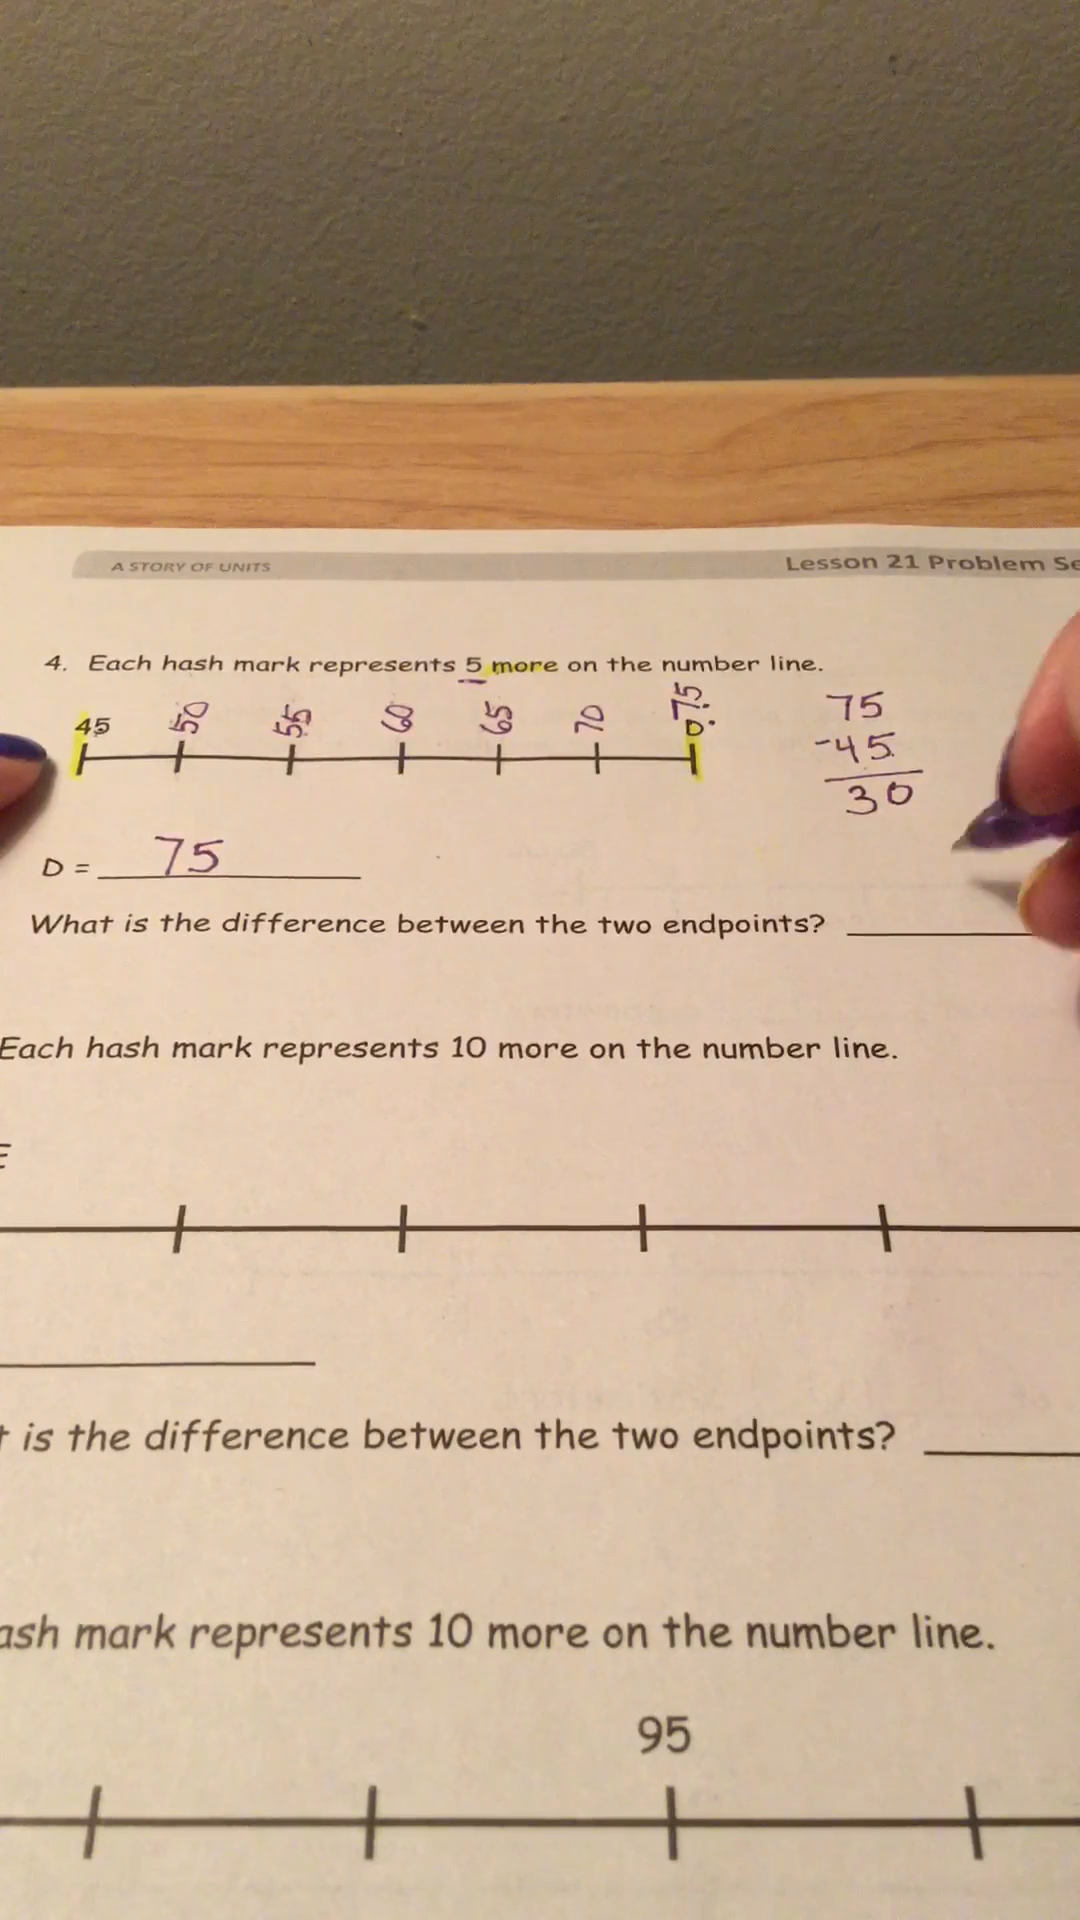 A STORY OF UNITS
Lesson 21 Problem
4. Each hash mark represents 5 more on the number line.
45 50 55 60 65 70 75
D
75
-45
30
D = 75
What is the difference between the two endpoints?
Each hash mark represents 10 more on the number line.
E
is the difference between the two endpoints?
mark represents 10 more on the number line.
95